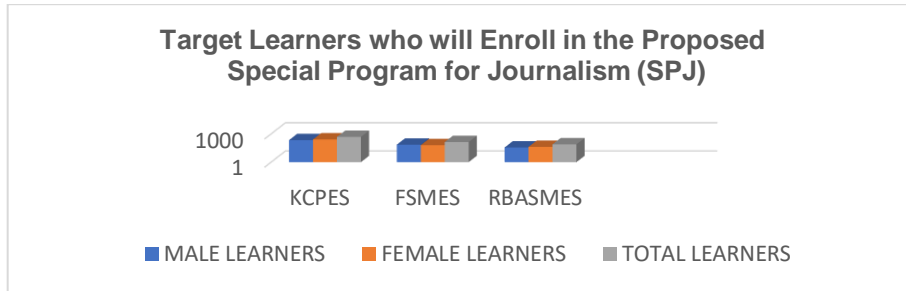 Target Learners who will Enroll in the Proposed
Special Program for Journalism (SPJ)
1000
1
KCPES FSMES RBASMES
MALE LEARNERS FEMALE LEARNERS TOTAL LEARNERS